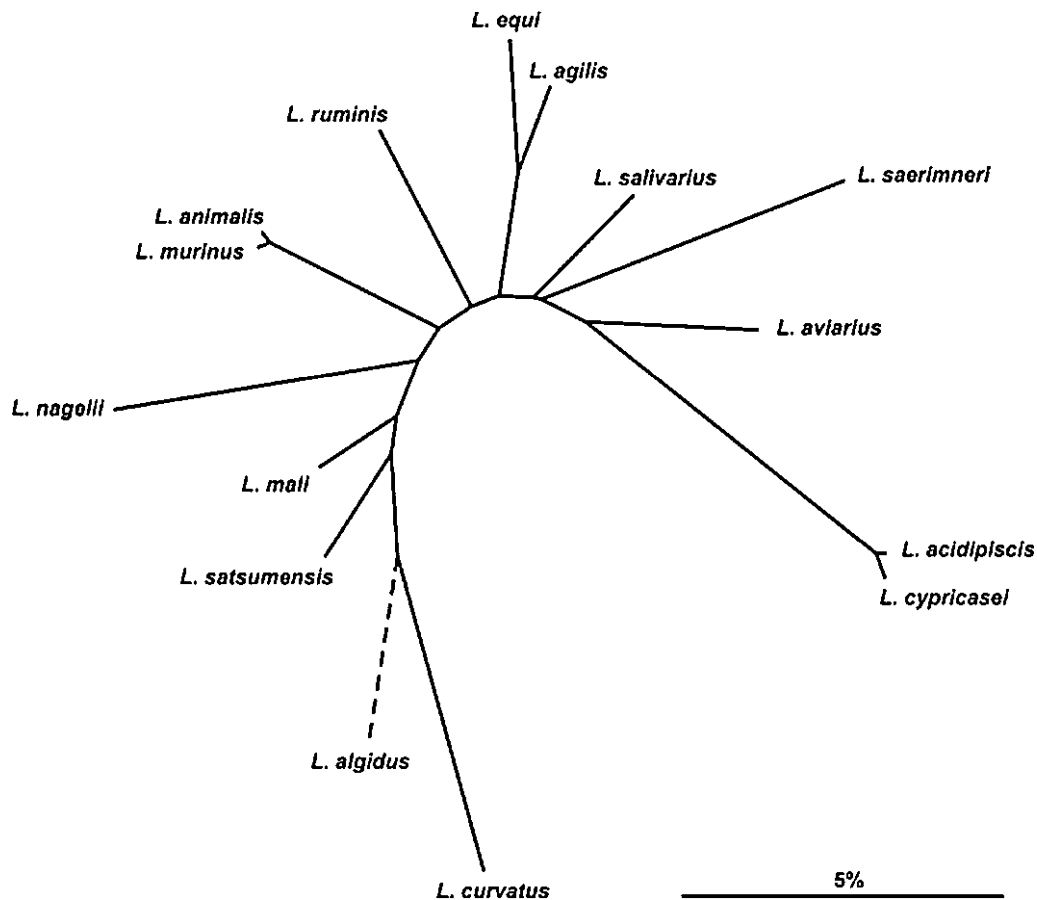 L. equi
L. agilis
L. ruminis
L. salivarius
L. saerimneri
L. animalis
L. murinus
L. aviarius
L. nagelii
L. mali
L. acidipiscis
L. satsumensis
L. cypricasei
L. algidus
5%
L. curvatus